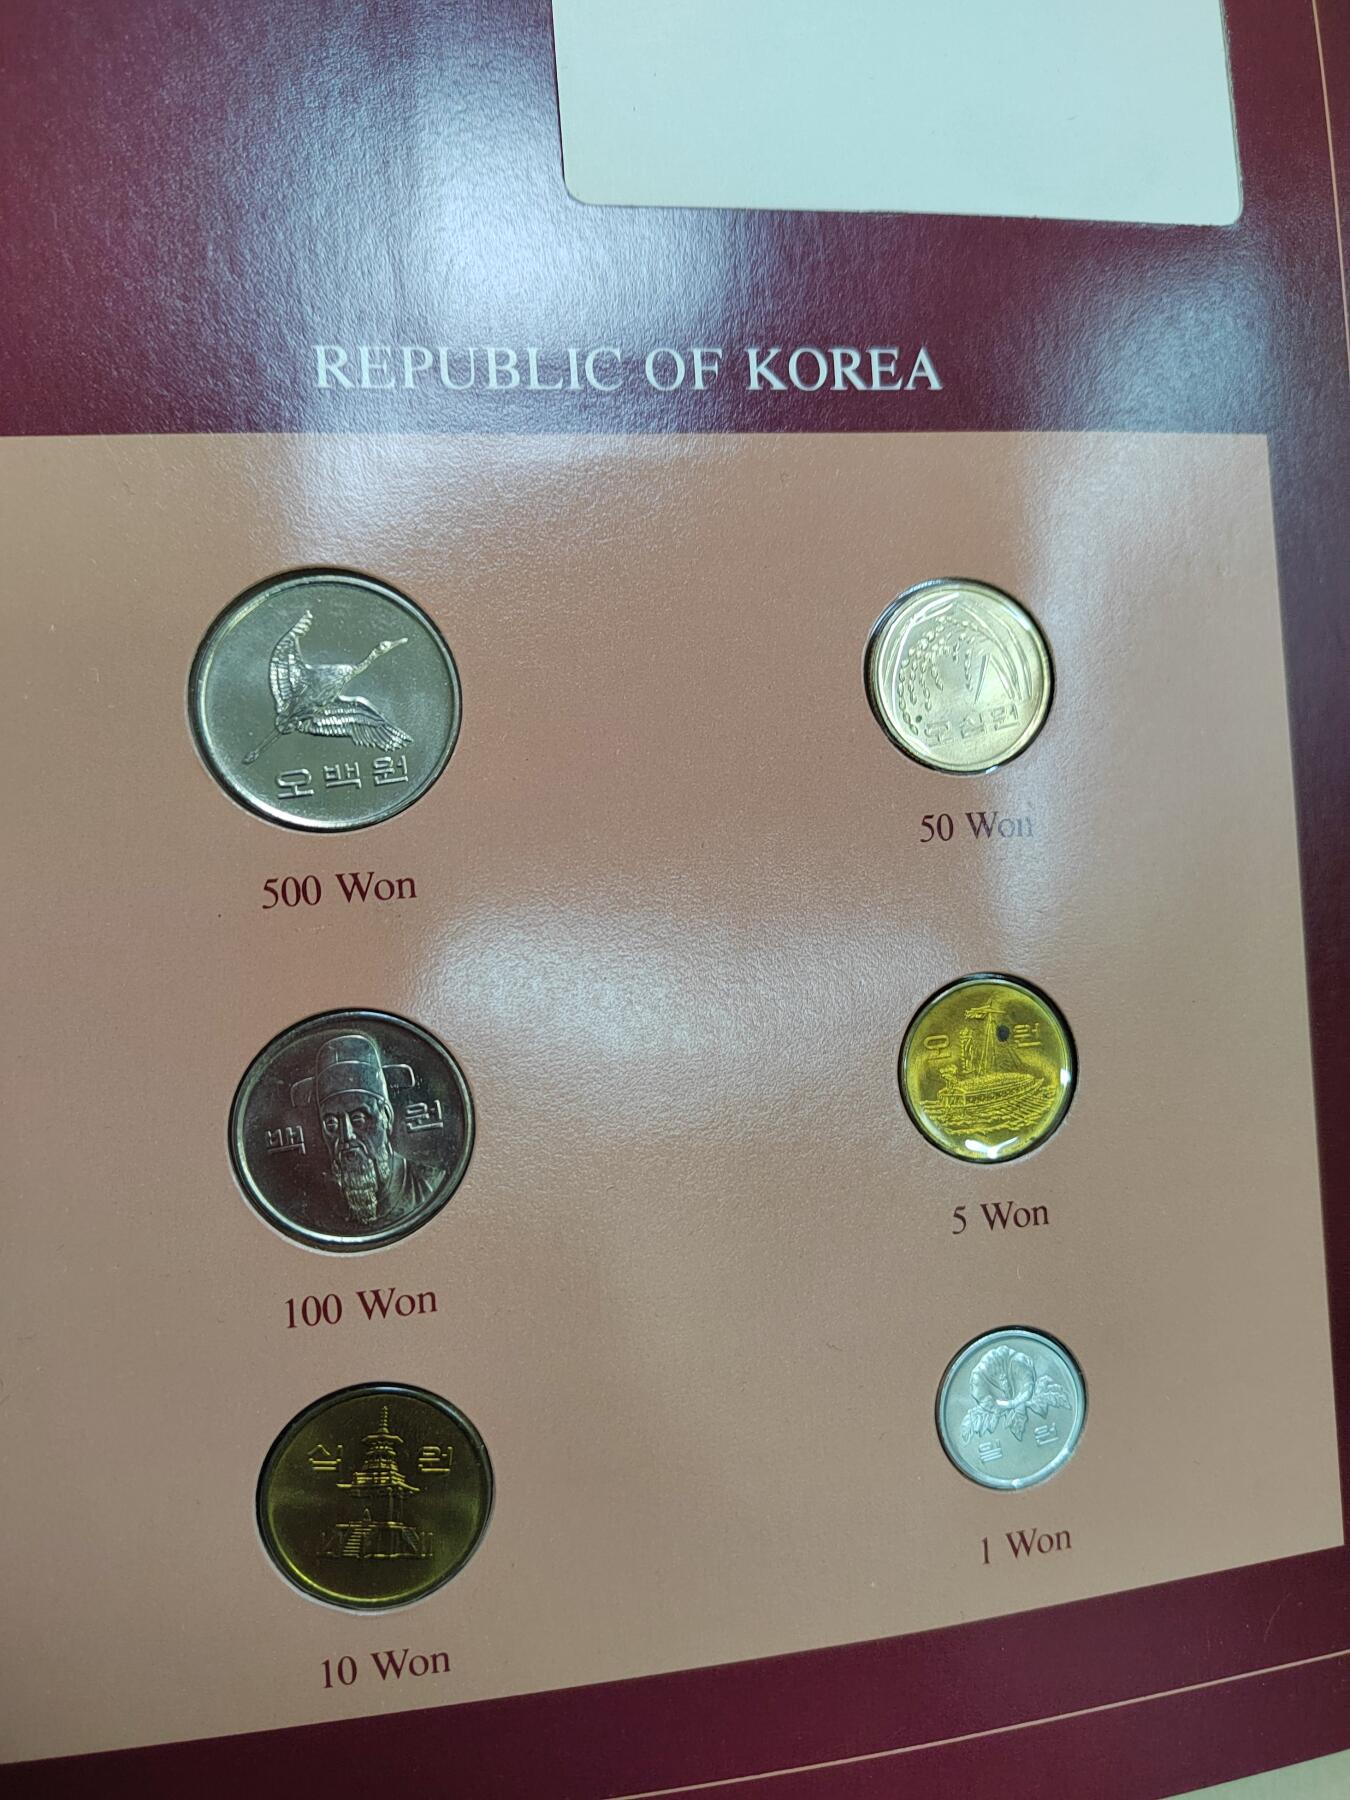 REPUBLIC OF KOREA
오백원
500 Won
오십원
50 Won
백 원
100 Won
오 원
5 Won
십 원
10 Won
일 원
1 Won